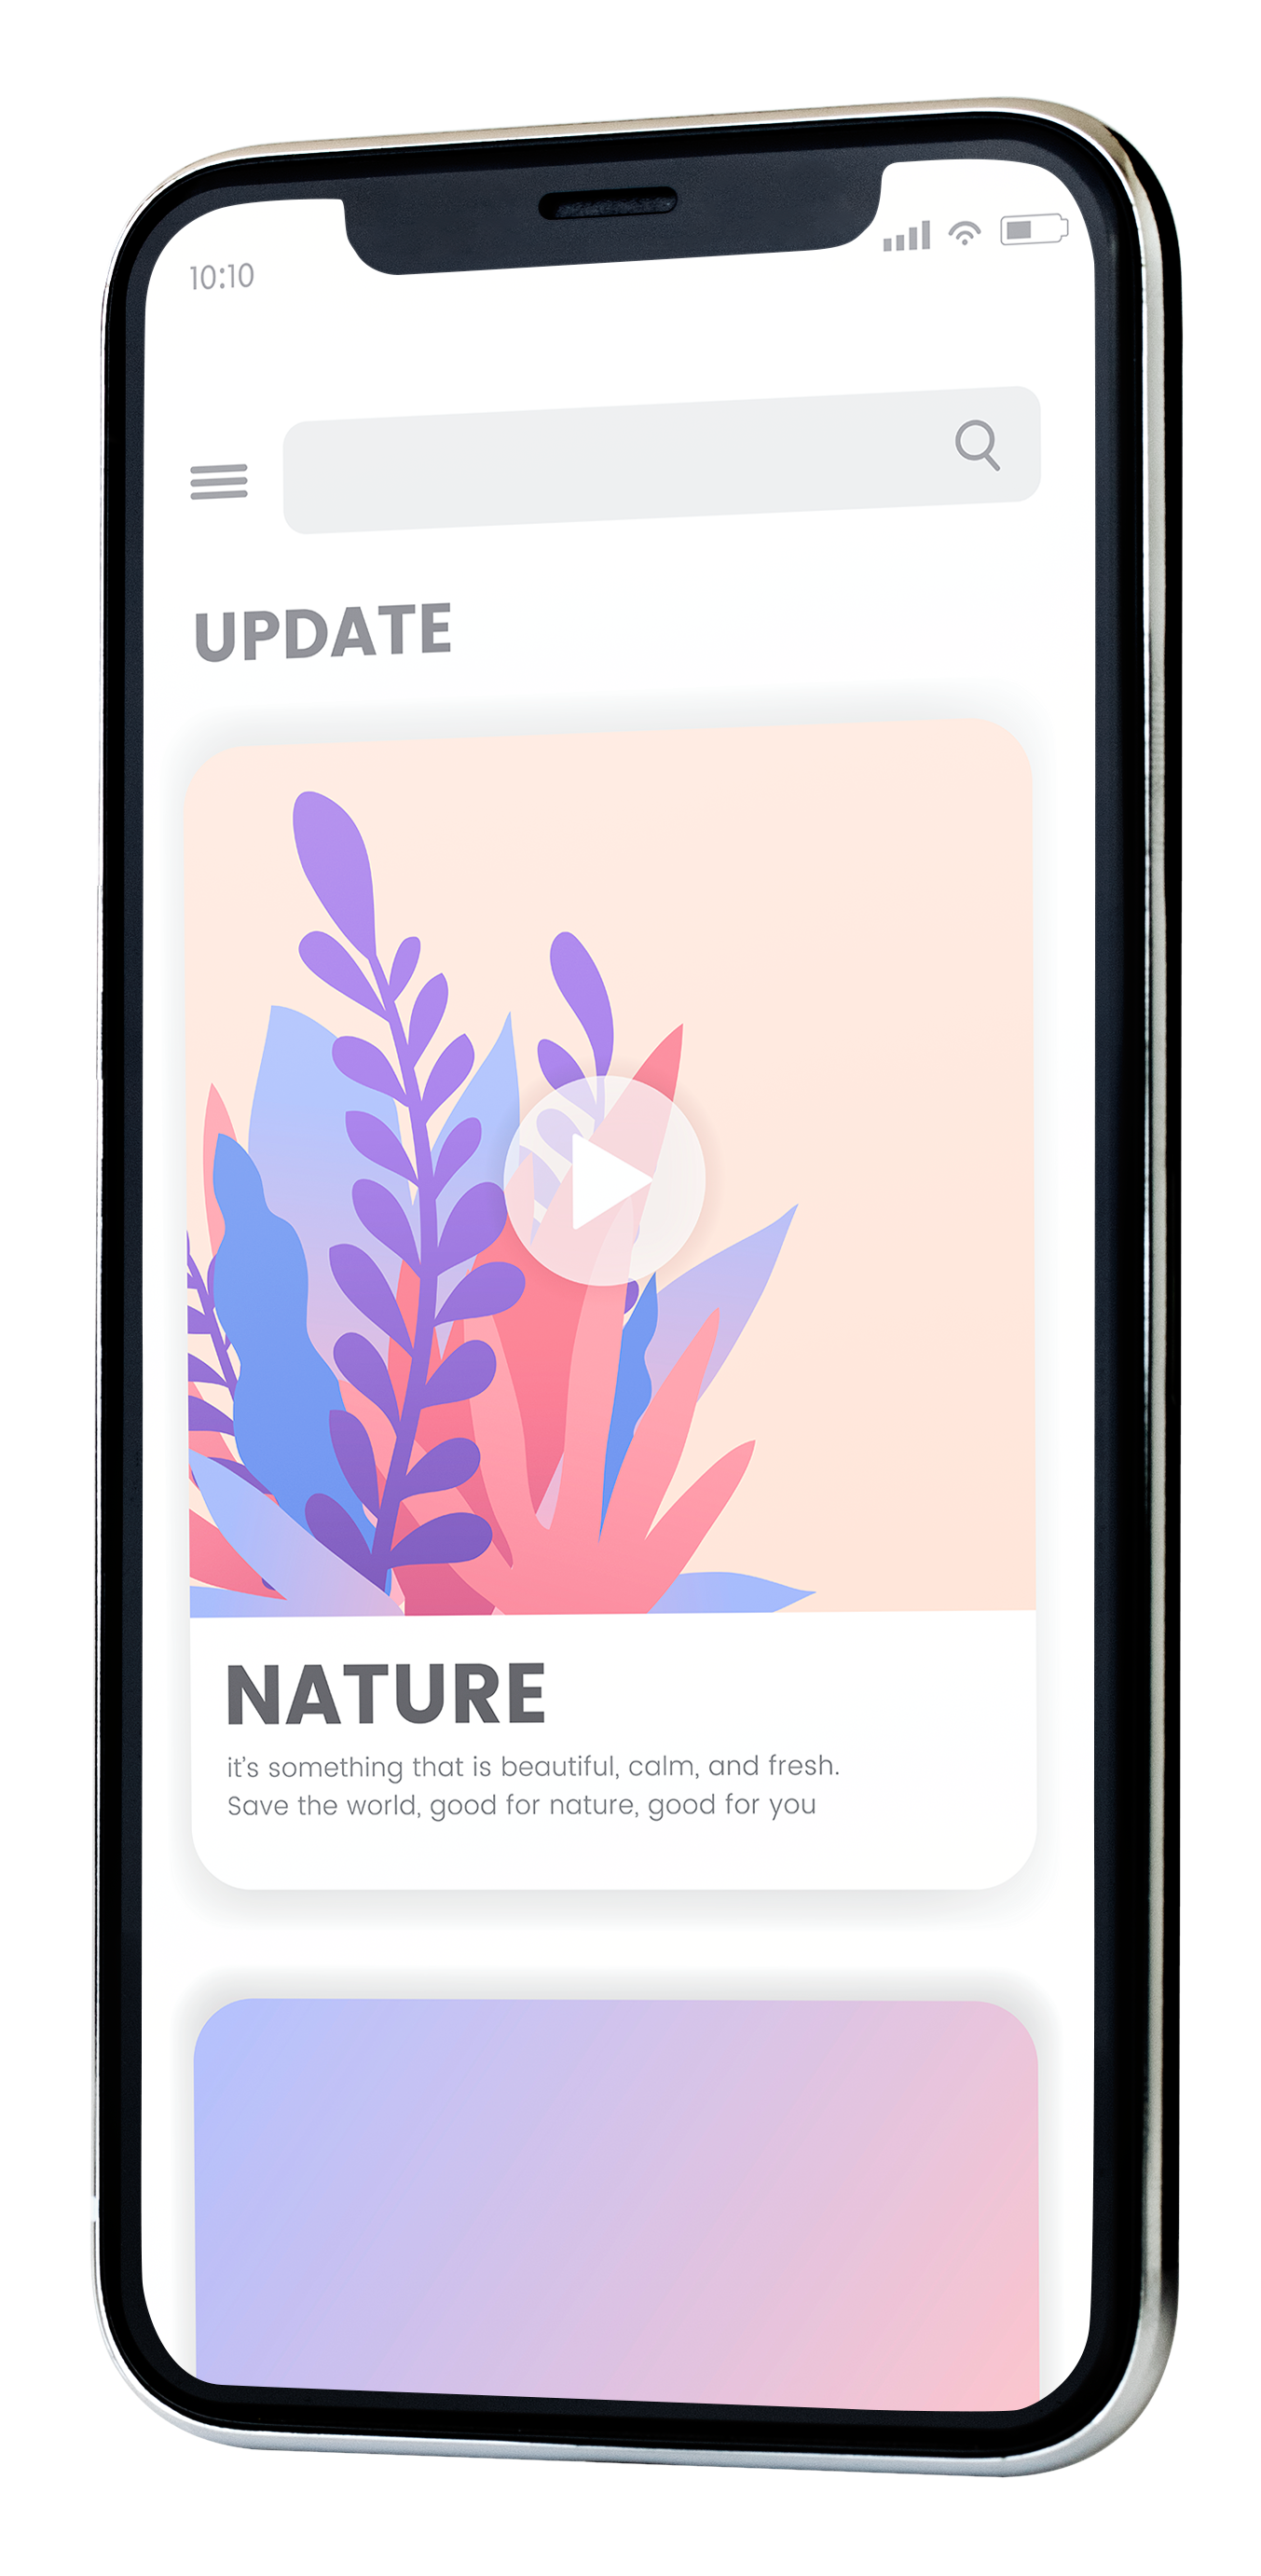 10:10
UPDATE
NATURE
it's something that is beautiful, calm, and fresh.
Save the world, good for nature, good for you